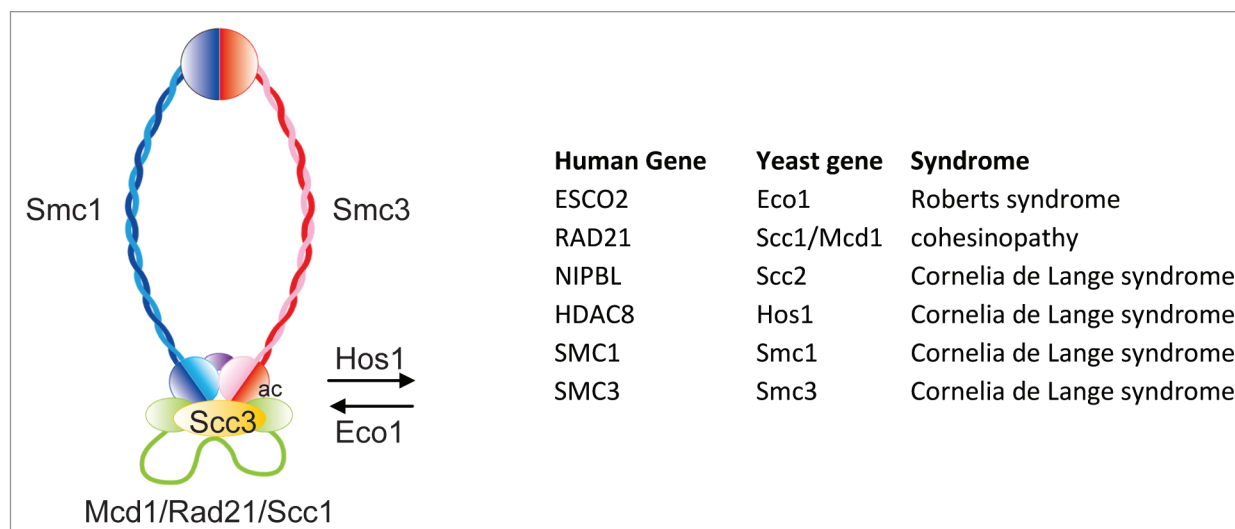 Smc1
Smc3
Hos1
ac
Scc3
Eco1
Mcd1/Rad21/Scc1
Human Gene Yeast gene Syndrome
ESCO2 Eco1 Roberts syndrome
RAD21 Scc1/Mcd1 cohesinopathy
NIPBL Scc2 Cornelia de Lange syndrome
HDAC8 Hos1 Cornelia de Lange syndrome
SMC1 Smc1 Cornelia de Lange syndrome
SMC3 Smc3 Cornelia de Lange syndrome